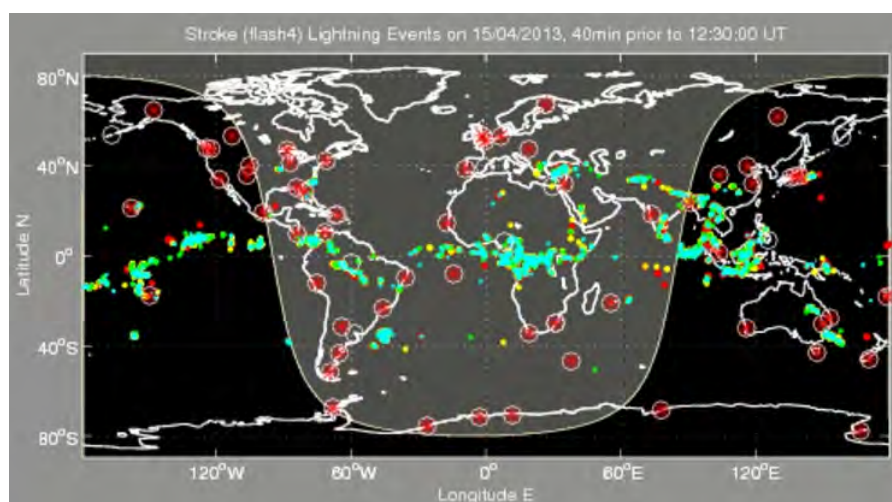 Stroke (flash4) Lightning Events on 15/04/2013, 40min prior to 12:30:00 UT
80°N
40°N
0°
40°S
80°S
Latitude N
120°W
60°W
0°
60°E
120°E
Longitude E